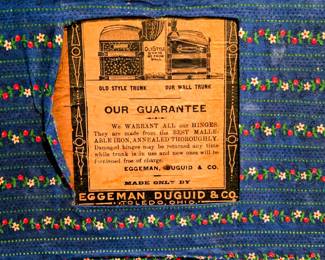 OLD STYLE TRUNK OUR WALL TRUNK
OUR GUARANTEE
We WARRANT ALL our HINGES.
They are made from the BEST MALLE-
ABLE IRON, ANNEALED THOROUGHLY.
Damaged hinges may be returned any time
while trunk is in use and new ones will be
furnished free of charge.
EGGEMAN, DUGUID & CO.
MADE ONLY BY
EGGEMAN DUGUID & CO.
TOLEDO, OHIO.